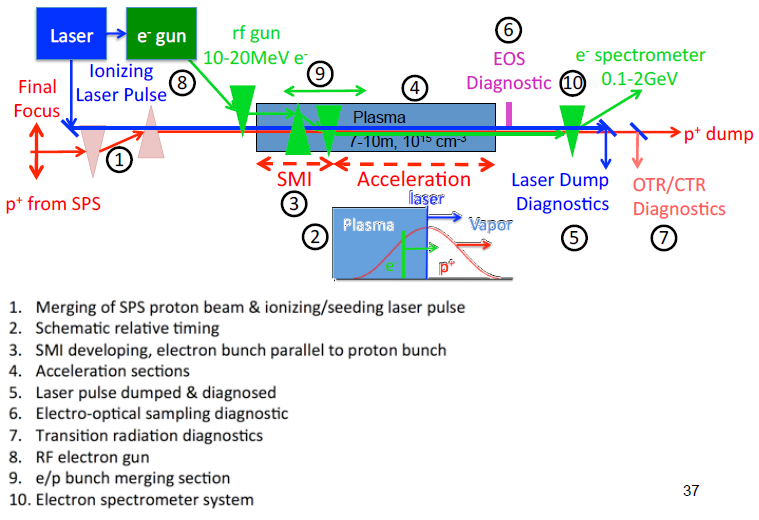 Laser
e- gun
rf gun
10-20MeV e-
6
EOS
Diagnostic
e- spectrometer
0.1-2GeV
Ionizing
Laser Pulse
8
9
4
10
Final
Focus
Plasma
7-10m, 10¹⁵ cm⁻³
1
p⁺ dump
p⁺ from SPS
SMI
Acceleration
3
Laser Dump
Diagnostics
5
OTR/CTR
Diagnostics
7
2
laser
Plasma
Vapor
e-
p⁺
1. Merging of SPS proton beam & ionizing/seeding laser pulse
2. Schematic relative timing
3. SMI developing, electron bunch parallel to proton bunch
4. Acceleration sections
5. Laser pulse dumped & diagnosed
6. Electro-optical sampling diagnostic
7. Transition radiation diagnostics
8. RF electron gun
9. e/p bunch merging section
10. Electron spectrometer system
37